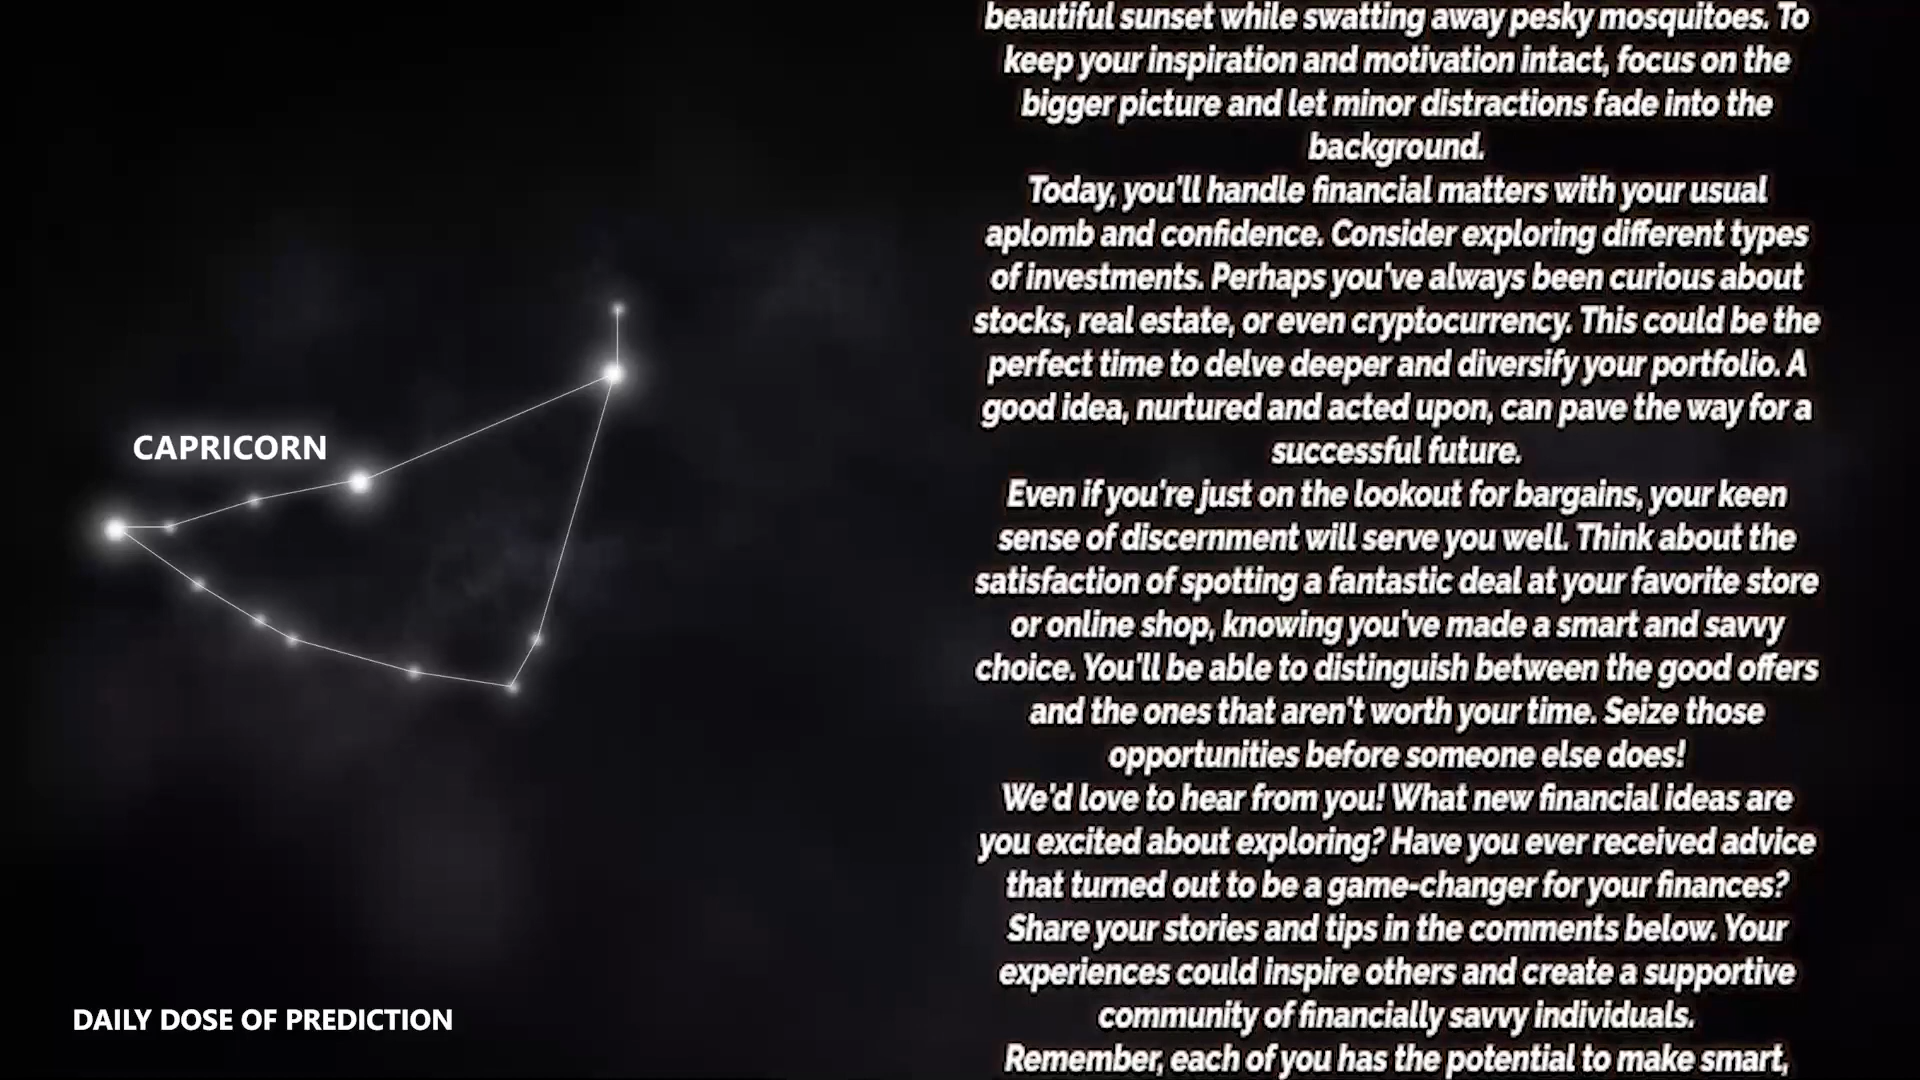 CAPRICORN
DAILY DOSE OF PREDICTION
beautiful sunset while swatting away pesky mosquitoes. To
keep your inspiration and motivation intact, focus on the
bigger picture and let minor distractions fade into the
background.
Today, you'll handle financial matters with your usual
aplomb and confidence. Consider exploring different types
of investments. Perhaps you've always been curious about
stocks, real estate, or even cryptocurrency. This could be the
perfect time to delve deeper and diversify your portfolio. A
good idea, nurtured and acted upon, can pave the way for a
successful future.
Even if you're just on the lookout for bargains, your keen
sense of discernment will serve you well. Think about the
satisfaction of spotting a fantastic deal at your favorite store
or online shop, knowing you've made a smart and savvy
choice. You'll be able to distinguish between the good offers
and the ones that aren't worth your time. Seize those
opportunities before someone else does!
We'd love to hear from you! What new financial ideas are
you excited about exploring? Have you ever received advice
that turned out to be a game-changer for your finances?
Share your stories and tips in the comments below. Your
experiences could inspire others and create a supportive
community of financially savvy individuals.
Remember, each of you has the potential to make smart,